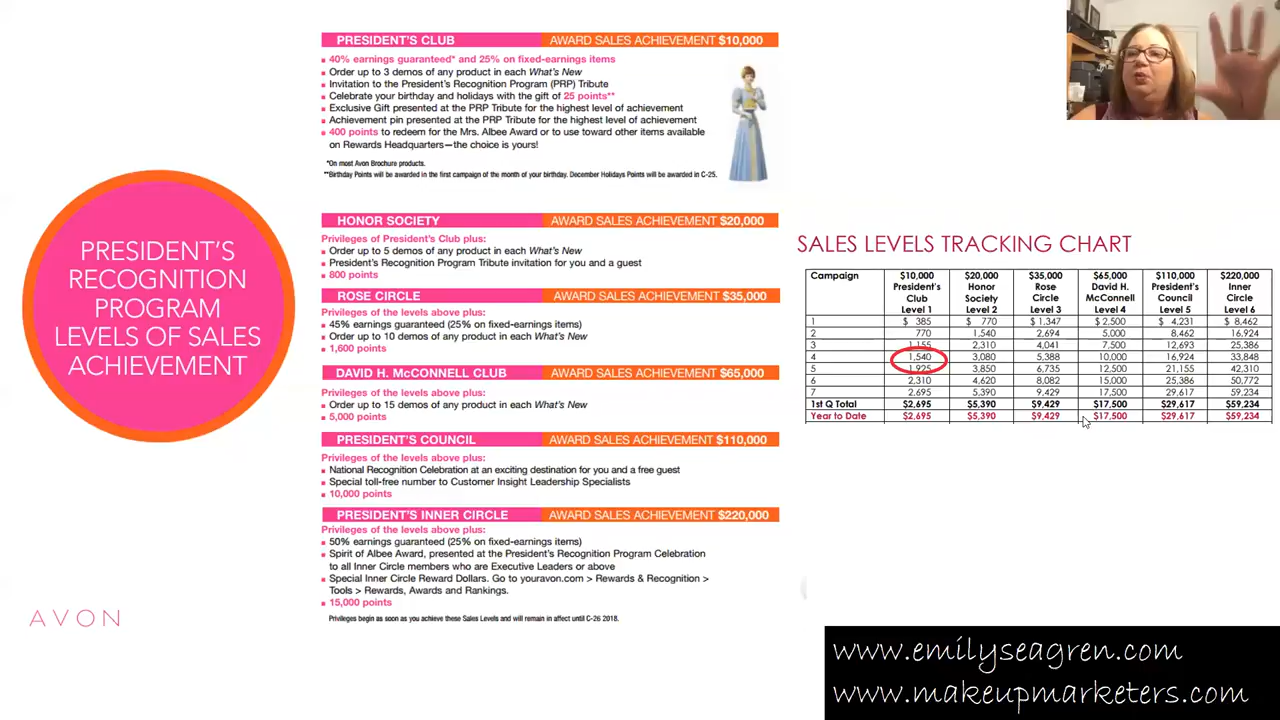 PRESIDENT'S
RECOGNITION
PROGRAM
LEVELS OF SALES
ACHIEVEMENT
AVON
PRESIDENT'S CLUB AWARD SALES ACHIEVEMENT $10,000
40% earnings guaranteed* and 25% on fixed-earnings items
Order up to 3 demos of any product in each What's New
Invitation to the President's Recognition Program (PRP) Tribute
Celebrate your birthday and holidays with the gift of 25 points**
Exclusive Gift presented at the PRP Tribute for the highest level of achievement
Achievement pin presented at the PRP Tribute for the highest level of achievement
400 points to redeem for the Mrs. Albee Award or to use toward other items available
on Rewards Headquarters—the choice is yours!
*On most Avon Brochure products.
**Birthday Points will be awarded in the first campaign of the month of your birthday. December Holidays Points will be awarded in C-25.
HONOR SOCIETY AWARD SALES ACHIEVEMENT $20,000
Privileges of President's Club plus:
Order up to 5 demos of any product in each What's New
President's Recognition Program Tribute invitation for you and a guest
800 points
ROSE CIRCLE AWARD SALES ACHIEVEMENT $35,000
Privileges of the levels above plus:
45% earnings guaranteed (25% on fixed-earnings items)
Order up to 10 demos of any product in each What's New
1,600 points
DAVID H. McCONNELL CLUB AWARD SALES ACHIEVEMENT $65,000
Privileges of the levels above plus:
Order up to 15 demos of any product in each What's New
5,000 points
PRESIDENT'S COUNCIL AWARD SALES ACHIEVEMENT $110,000
Privileges of the levels above plus:
National Recognition Celebration at an exciting destination for you and a free guest
Special toll-free number to Customer Insight Leadership Specialists
10,000 points
PRESIDENT'S INNER CIRCLE AWARD SALES ACHIEVEMENT $220,000
Privileges of the levels above plus:
50% earnings guaranteed (25% on fixed-earnings items)
Spirit of Albee Award, presented at the President's Recognition Program Celebration
to all Inner Circle members who are Executive Leaders or above
Special Inner Circle Reward Dollars. Go to youravon.com > Rewards & Recognition >
Tools > Rewards, Awards and Rankings.
15,000 points
Privileges begin as soon as you achieve these Sales Levels and will remain in affect until C-26 2018.
SALES LEVELS TRACKING CHART
Campaign $10,000 $20,000 $35,000 $65,000 $110,000 $220,000
President's Honor Rose David H. President's Inner
Club Society Circle McConnell Council Circle
Level 1 Level 2 Level 3 Level 4 Level 5 Level 6
1 $ 385 $ 770 $ 1,347 $ 2,500 $ 4,231 $ 8,462
2 770 1,540 2,694 5,000 8,462 16,924
3 1,155 2,310 4,041 7,500 12,693 25,386
4 1,540 3,080 5,388 10,000 16,924 33,848
5 1,925 3,850 6,735 12,500 21,155 42,310
6 2,310 4,620 8,082 15,000 25,386 50,772
7 2,695 5,390 9,429 17,500 29,617 59,234
1st Q Total $2,695 $5,390 $9,429 $17,500 $29,617 $59,234
Year to Date $2,695 $5,390 $9,429 $17,500 $29,617 $59,234
www.emilyseagren.com
www.makeupmarketers.com